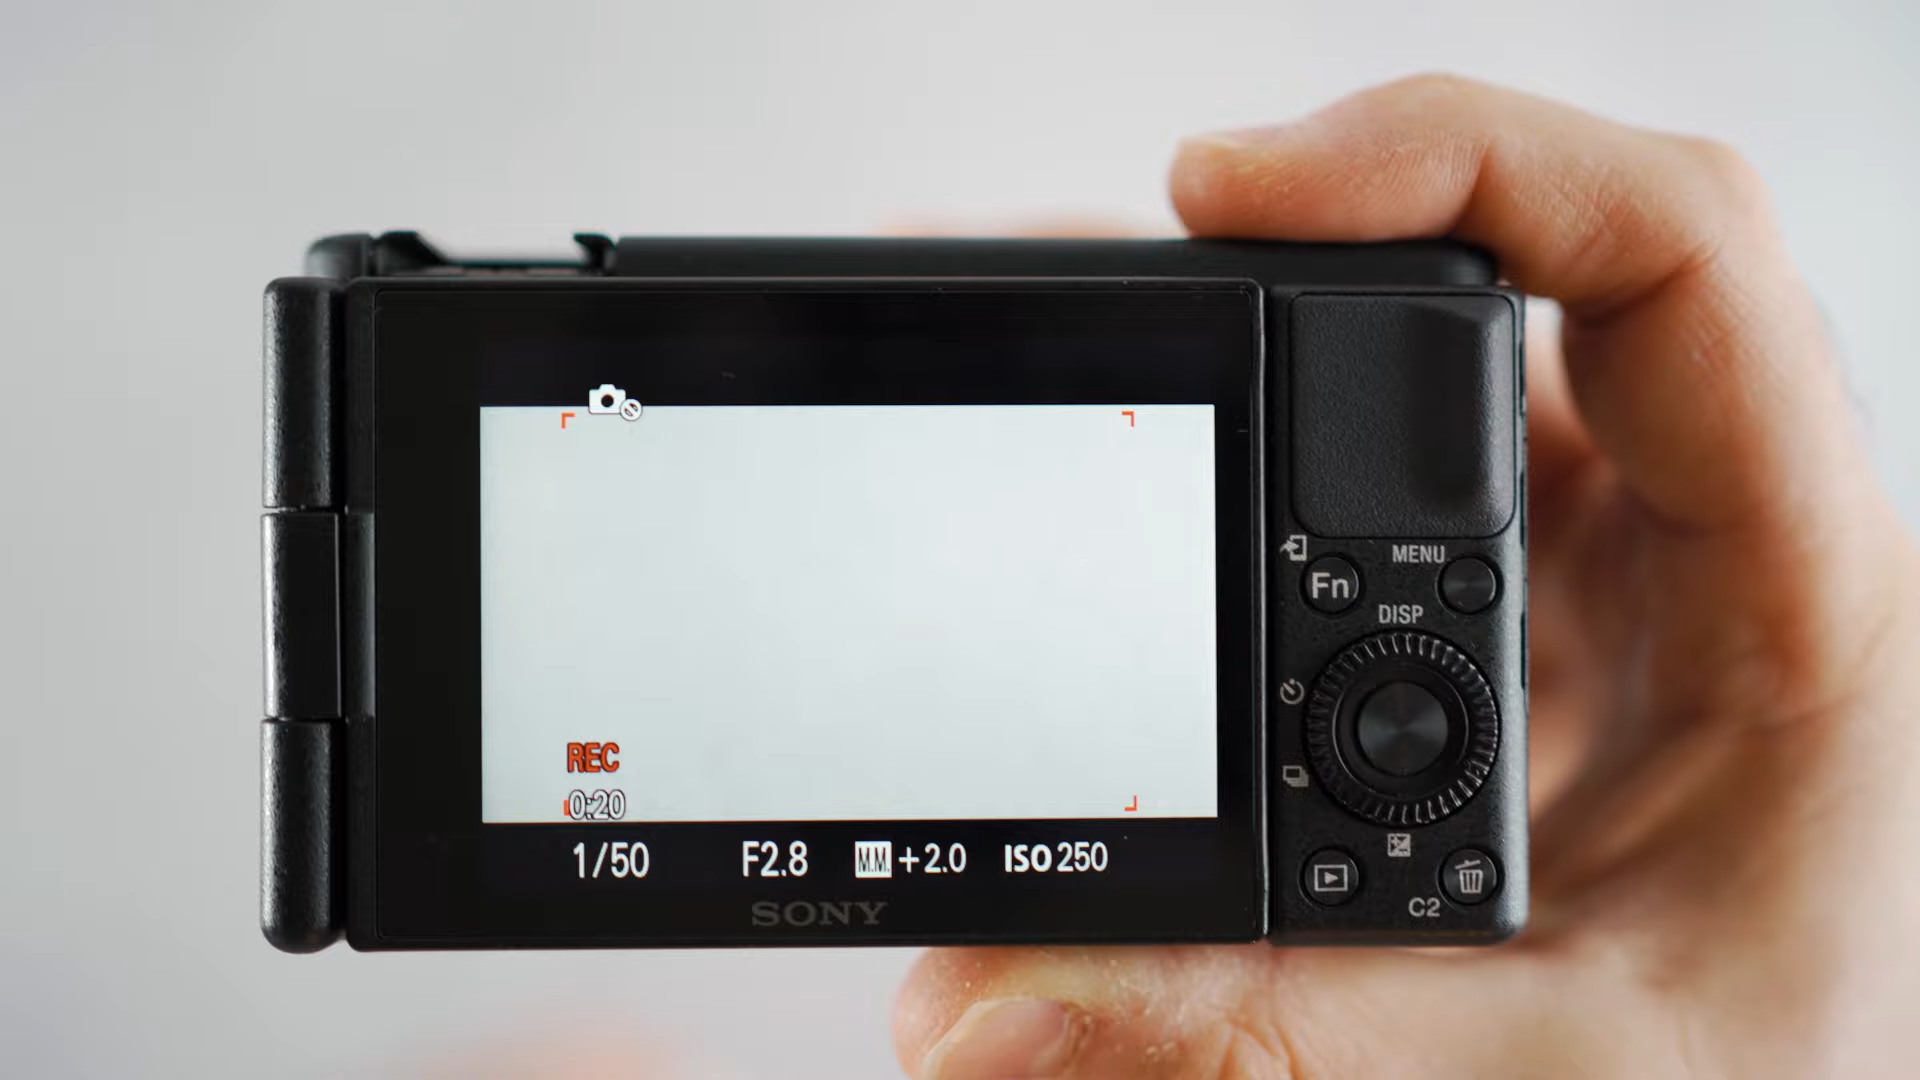 MENU
Fn
DISP
REC
0:20
1/50 F2.8 M.M. +2.0 ISO 250
SONY
C2